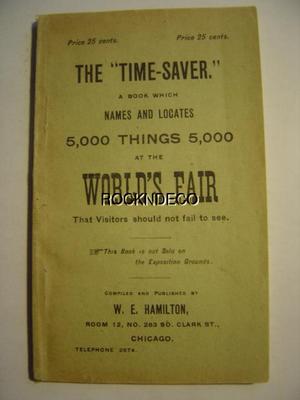 Price 25 cents. Price 25 cents.
THE "TIME-SAVER."
A BOOK WHICH
NAMES AND LOCATES
5,000 THINGS 5,000
AT THE
WORLD'S FAIR
ROCKNDECO
That Visitors should not fail to see.
☞This Book is not Sold on
the Exposition Grounds.
COMPILED AND PUBLISHED BY
W. E. HAMILTON,
ROOM 12, NO. 283 SO. CLARK ST.,
CHICAGO.
TELEPHONE 2674.